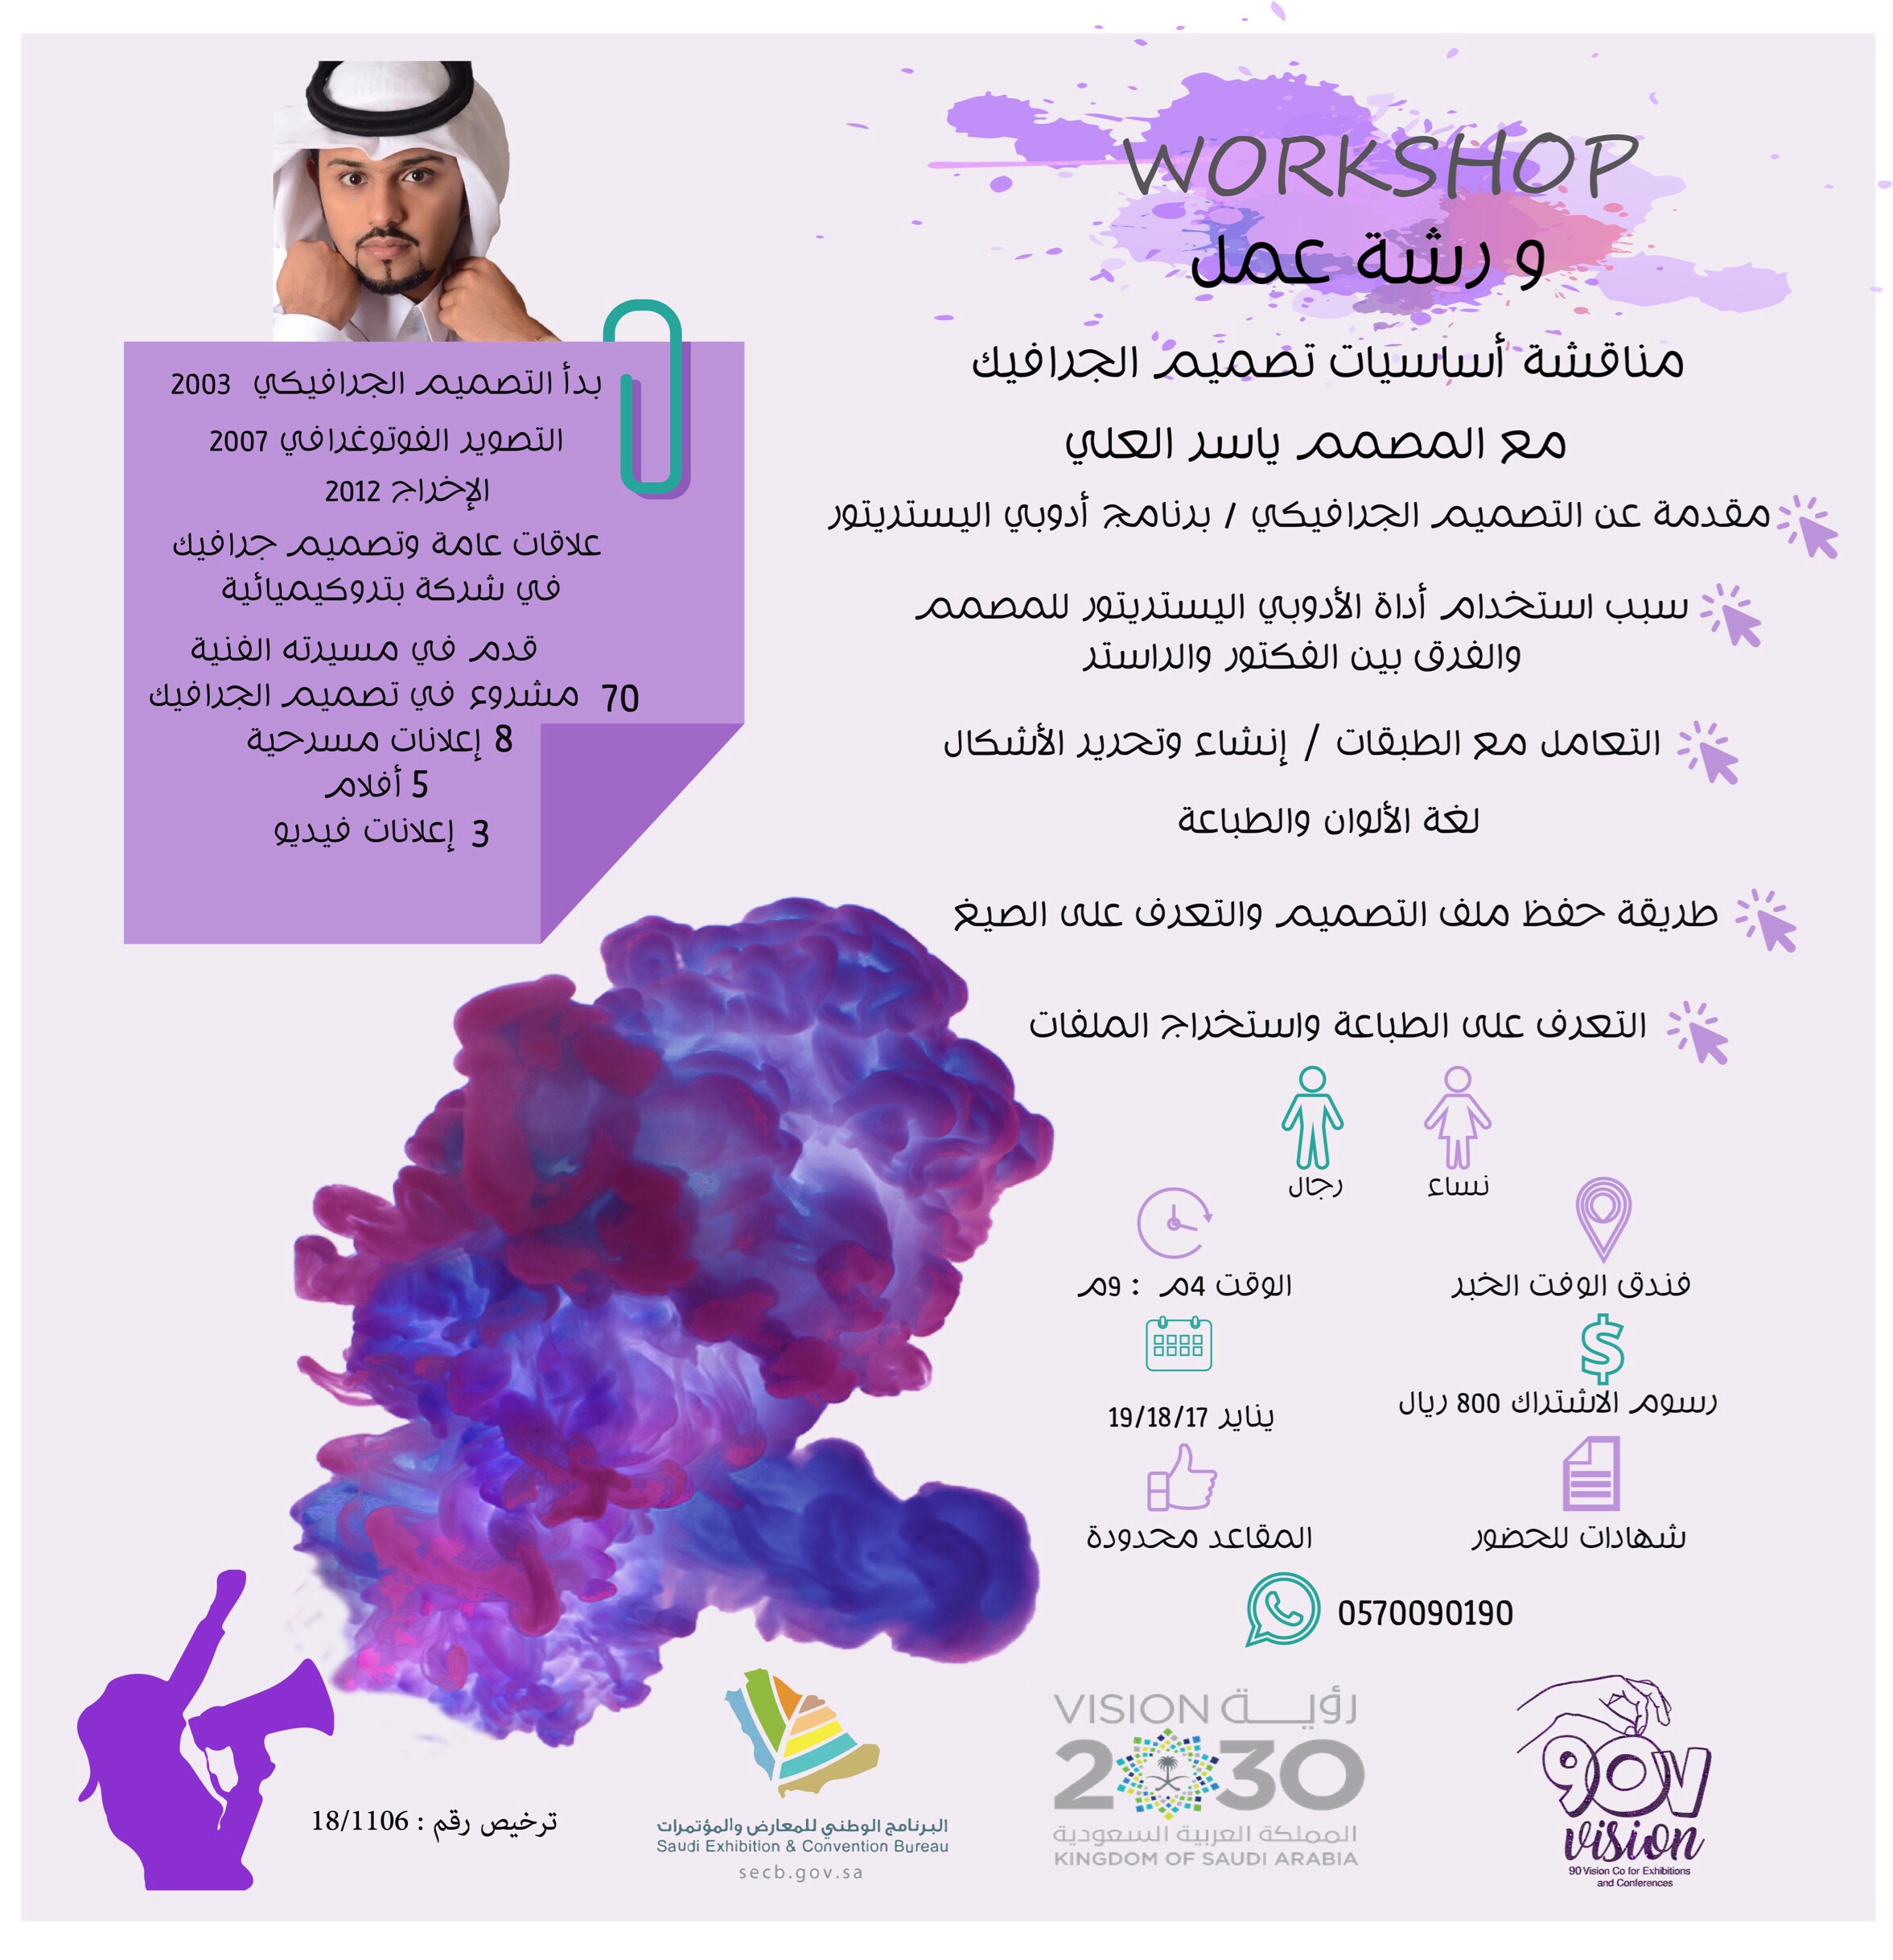 WORKSHOP
و رشة عمل
مناقشة أساسيات تصميم الجرافيك
مع المصمم ياسر العلي
مقدمة عن التصميم الجرافيكي / برنامج أدوبي اليستريتور
سبب استخدام أداة الأدوبي اليستريتور للمصمم
والفرق بين الفكتور والراستر
التعامل مع الطبقات / إنشاء وتحرير الأشكال
لغة الألوان والطباعة
طريقة حفظ ملف التصميم والتعرف على الصيغ
التعرف على الطباعة واستخراج الملفات
نساء
رجال
فندق الوفت الخبر
الوقت 4م : 9م
$
رسوم الاشتراك 800 ريال
يناير 19/18/17
شهادات للحضور
المقاعد محدودة
0570090190
بدأ التصميم الجرافيكي 2003
التصوير الفوتوغرافي 2007
الإخراج 2012
علاقات عامة وتصميم جرافيك
في شركة بتروكيميائية
قدم في مسيرته الفنية
70 مشروع في تصميم الجرافيك
8 إعلانات مسرحية
5 أفلام
3 إعلانات فيديو
90V
vision
90 Vision Co for Exhibitions
and Conferences
VISION رؤيـــة
2030
المملكة العربية السعودية
KINGDOM OF SAUDI ARABIA
البرنامج الوطني للمعارض والمؤتمرات
Saudi Exhibition & Convention Bureau
secb.gov.sa
ترخيص رقم : 18/1106